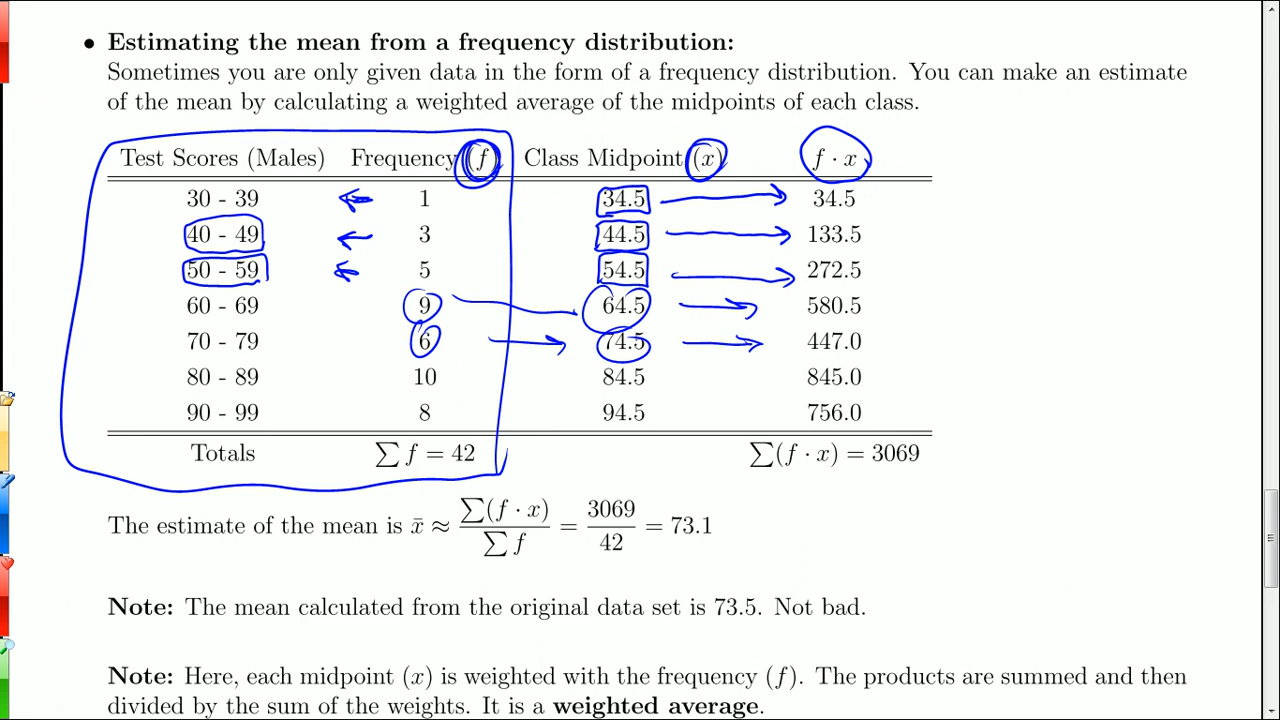 • Estimating the mean from a frequency distribution:
Sometimes you are only given data in the form of a frequency distribution. You can make an estimate
of the mean by calculating a weighted average of the midpoints of each class.
Test Scores (Males) Frequency (f) Class Midpoint (x) f · x
30 - 39 1 34.5 34.5
40 - 49 3 44.5 133.5
50 - 59 5 54.5 272.5
60 - 69 9 64.5 580.5
70 - 79 6 74.5 447.0
80 - 89 10 84.5 845.0
90 - 99 8 94.5 756.0
Totals ∑ f = 42 ∑(f · x) = 3069
The estimate of the mean is x̄ ≈ ∑(f · x) / ∑ f = 3069 / 42 = 73.1
Note: The mean calculated from the original data set is 73.5. Not bad.
Note: Here, each midpoint (x) is weighted with the frequency (f). The products are summed and then
divided by the sum of the weights. It is a weighted average.